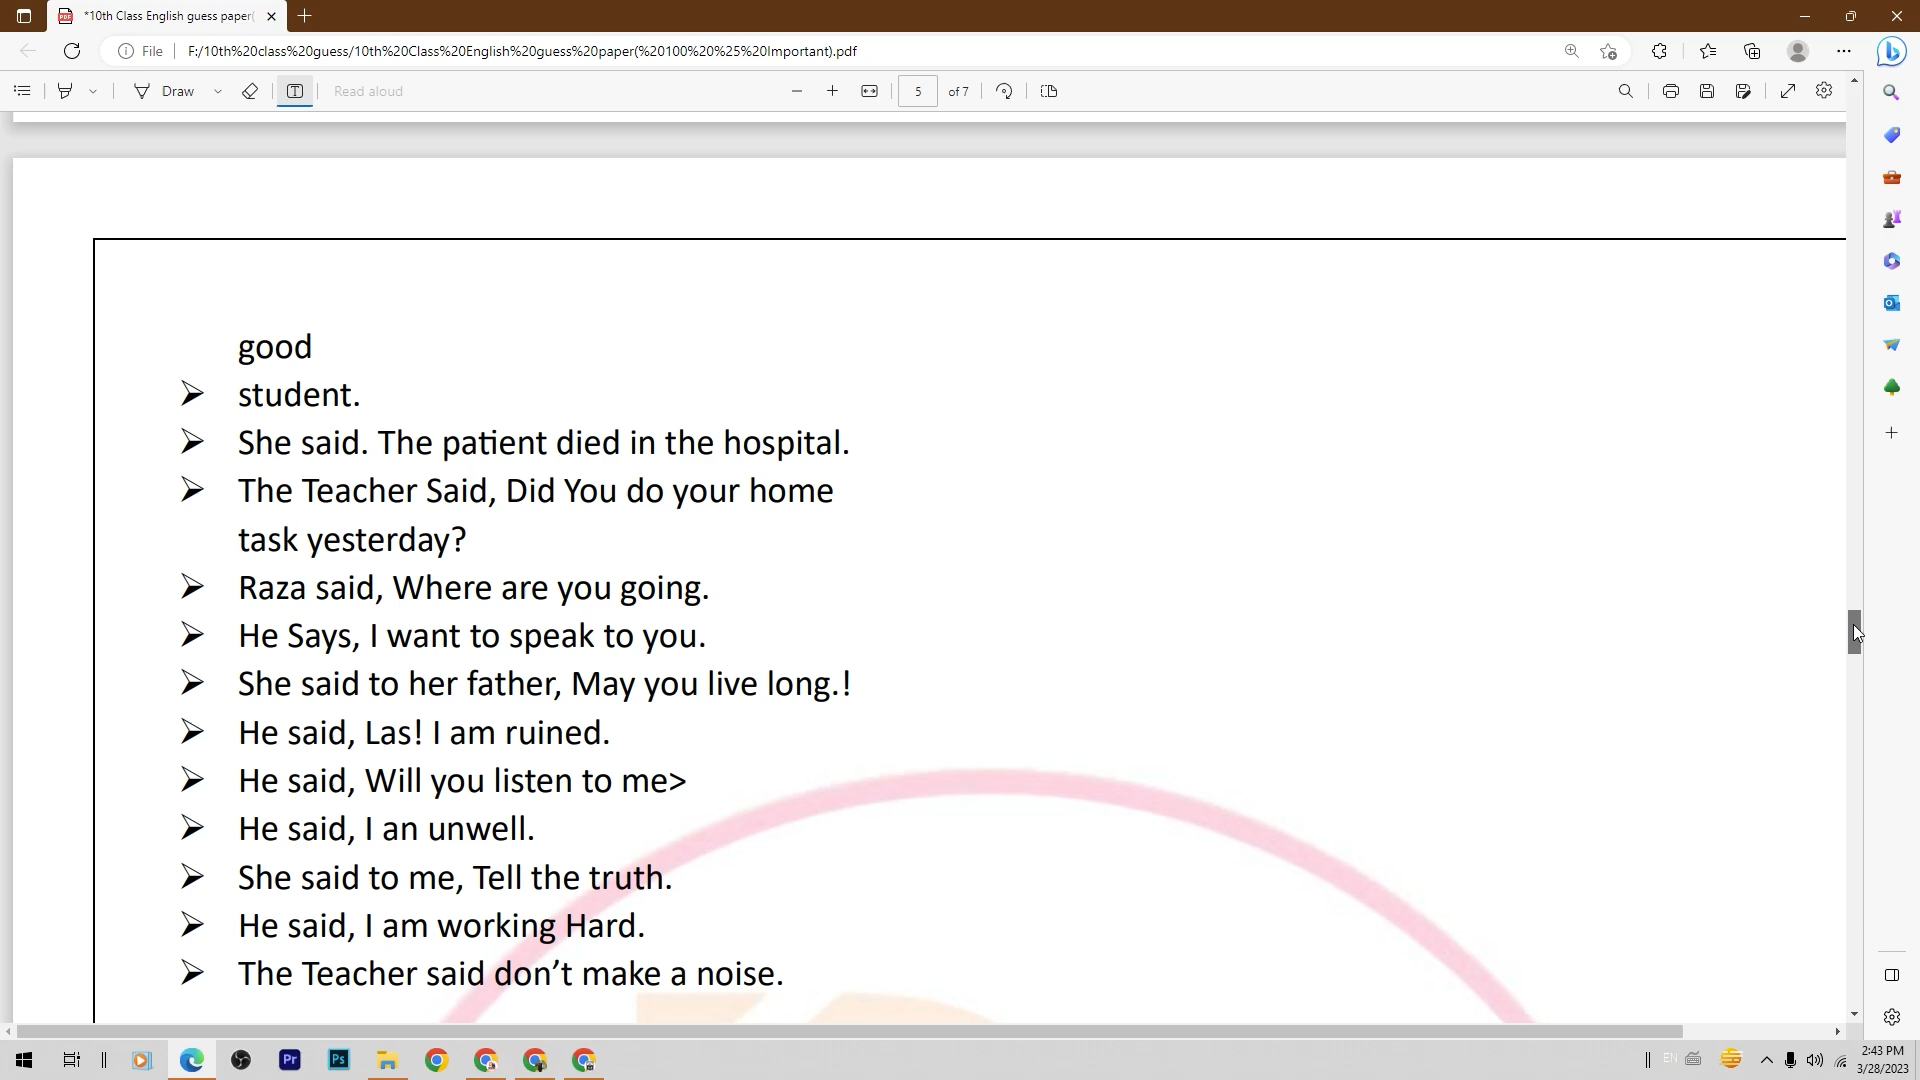 *10th Class English guess paper(
File
F:/10th%20class%20guess/10th%20Class%20English%20guess%20paper(%20100%20%25%20Important).pdf
Draw
Read aloud
5
of 7
good
➢ student.
➢ She said. The patient died in the hospital.
➢ The Teacher Said, Did You do your home
task yesterday?
➢ Raza said, Where are you going.
➢ He Says, I want to speak to you.
➢ She said to her father, May you live long.!
➢ He said, Las! I am ruined.
➢ He said, Will you listen to me>
➢ He said, I an unwell.
➢ She said to me, Tell the truth.
➢ He said, I am working Hard.
➢ The Teacher said don’t make a noise.
Pr
Ps
EN
2:43 PM
3/28/2023